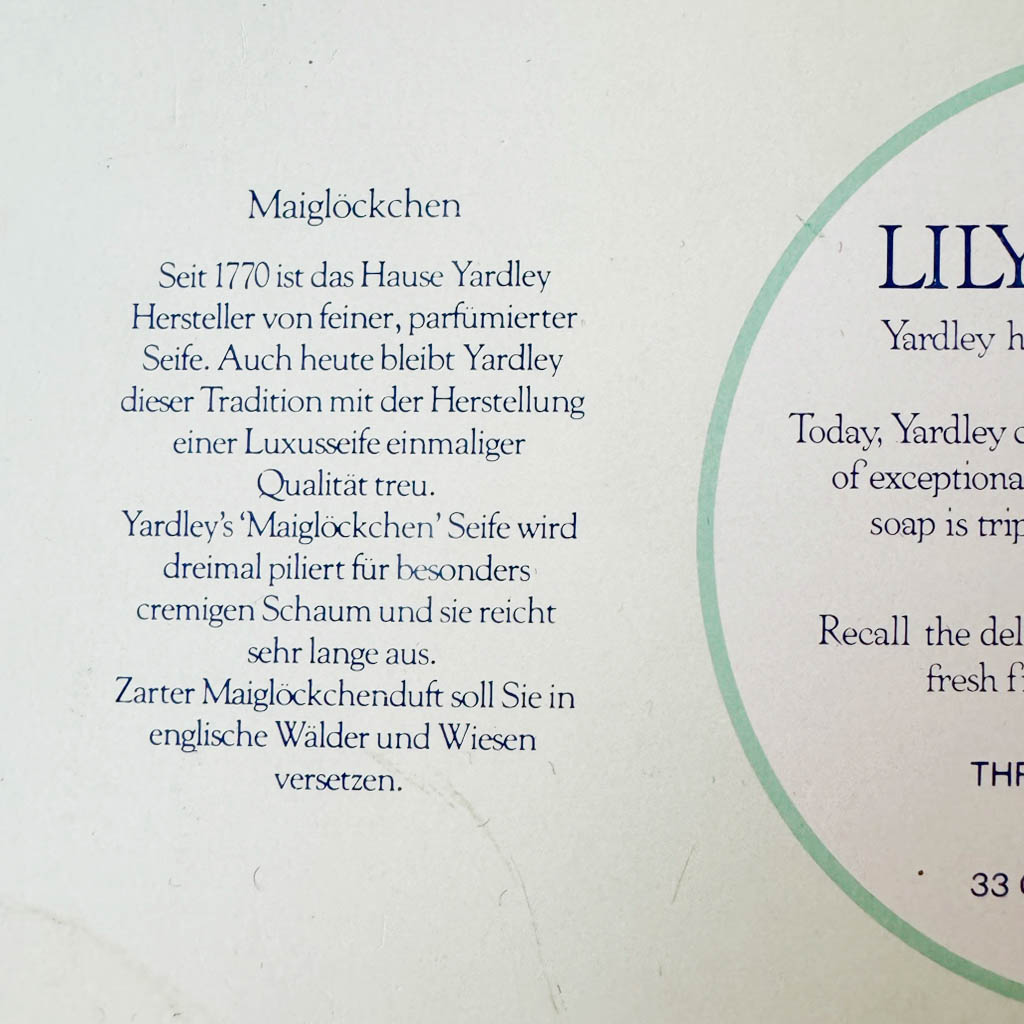 Maiglöckchen
Seit 1770 ist das Hause Yardley
Hersteller von feiner, parfümierter
Seife. Auch heute bleibt Yardley
dieser Tradition mit der Herstellung
einer Luxusseife einmaliger
Qualität treu.
Yardley's 'Maiglöckchen' Seife wird
dreimal piliert für besonders
cremigen Schaum und sie reicht
sehr lange aus.
Zarter Maiglöckchenduft soll Sie in
englische Wälder und Wiesen
versetzen.
LILY
Yardley h
Today, Yardley
of exceptiona
soap is trip
Recall the del
fresh f
THR
33